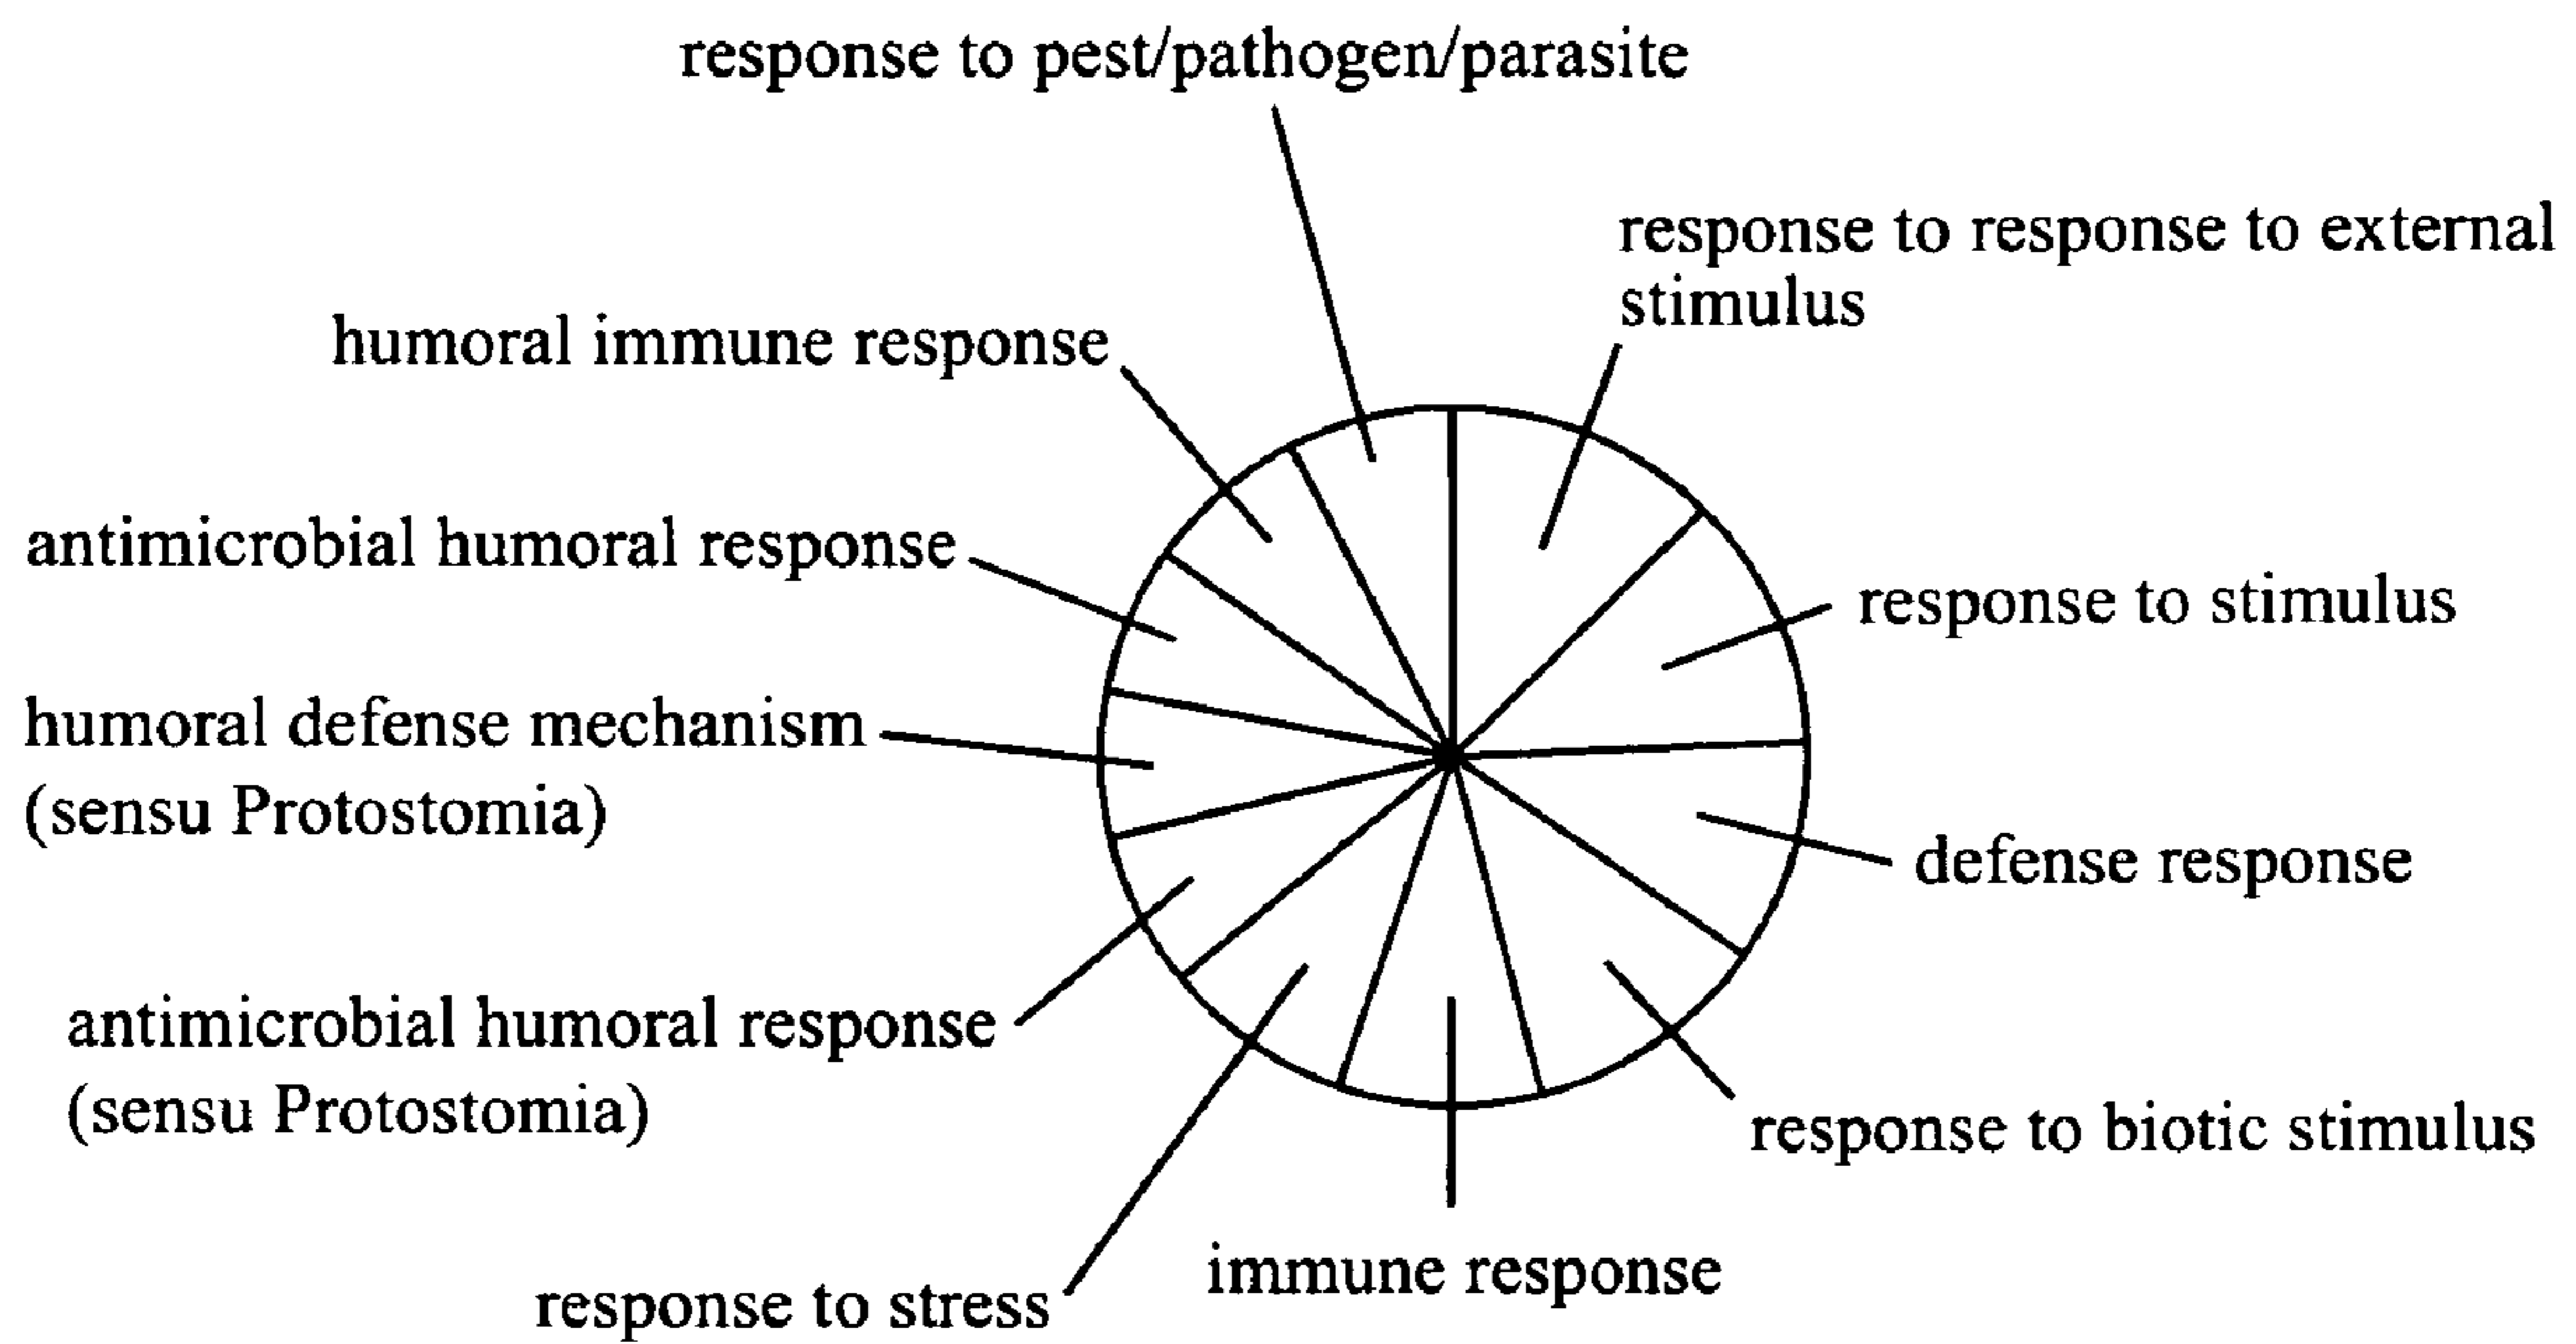 response to pest/pathogen/parasite
response to response to external
stimulus
humoral immune response
antimicrobial humoral response
response to stimulus
humoral defense mechanism
(sensu Protostomia)
defense response
antimicrobial humoral response
(sensu Protostomia)
response to biotic stimulus
immune response
response to stress